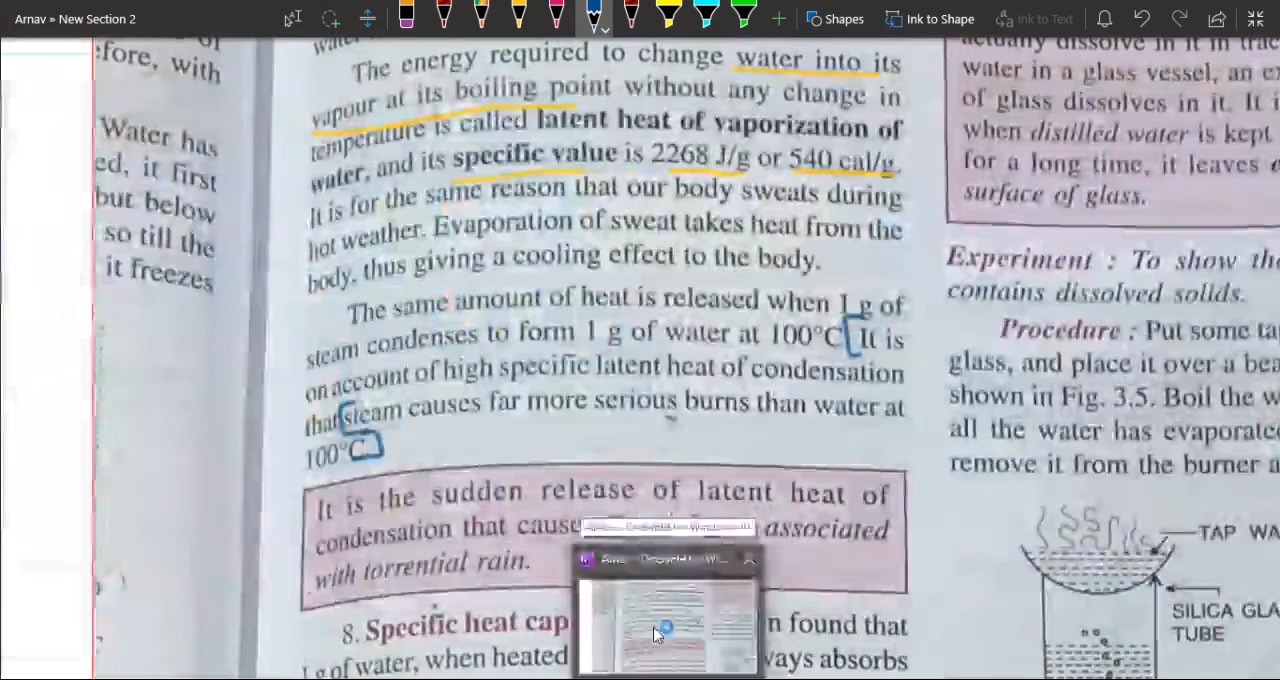 Arnav » New Section 2
Shapes
Ink to Shape
Ink to Text
efore, with
Water has
ed, it first
but below
so till the
it freezes
The energy required to change water into its
vapour at its boiling point without any change in
temperature is called latent heat of vaporization of
water, and its specific value is 2268 J/g or 540 cal/g.
It is for the same reason that our body sweats during
hot weather. Evaporation of sweat takes heat from the
body, thus giving a cooling effect to the body.
The same amount of heat is released when 1 g of
steam condenses to form 1 g of water at 100°C. It is
on account of high specific latent heat of condensation
that steam causes far more serious burns than water at
100°C.
It is the sudden release of latent heat of
condensation that cause associated
with torrential rain.
8. Specific heat cap n found that
1 g of water, when heated ways absorbs
actually dissolve in it in trac
water in a glass vessel, an ex
of glass dissolves in it. It i
when distilled water is kept
for a long time, it leaves
surface of glass.
Experiment : To show the
contains dissolved solids.
Procedure : Put some ta
glass, and place it over a bea
shown in Fig. 3.5. Boil the w
all the water has evaporate
remove it from the burner a
TAP WA
SILICA GLA
TUBE